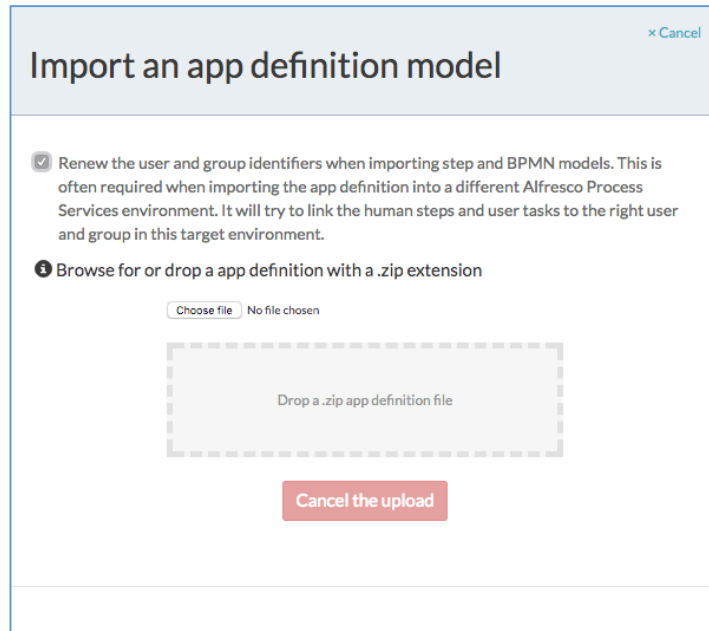 × Cancel
Import an app definition model
Renew the user and group identifiers when importing step and BPMN models. This is
often required when importing the app definition into a different Alfresco Process
Services environment. It will try to link the human steps and user tasks to the right user
and group in this target environment.
Browse for or drop a app definition with a .zip extension
Choose file No file chosen
Drop a .zip app definition file
Cancel the upload